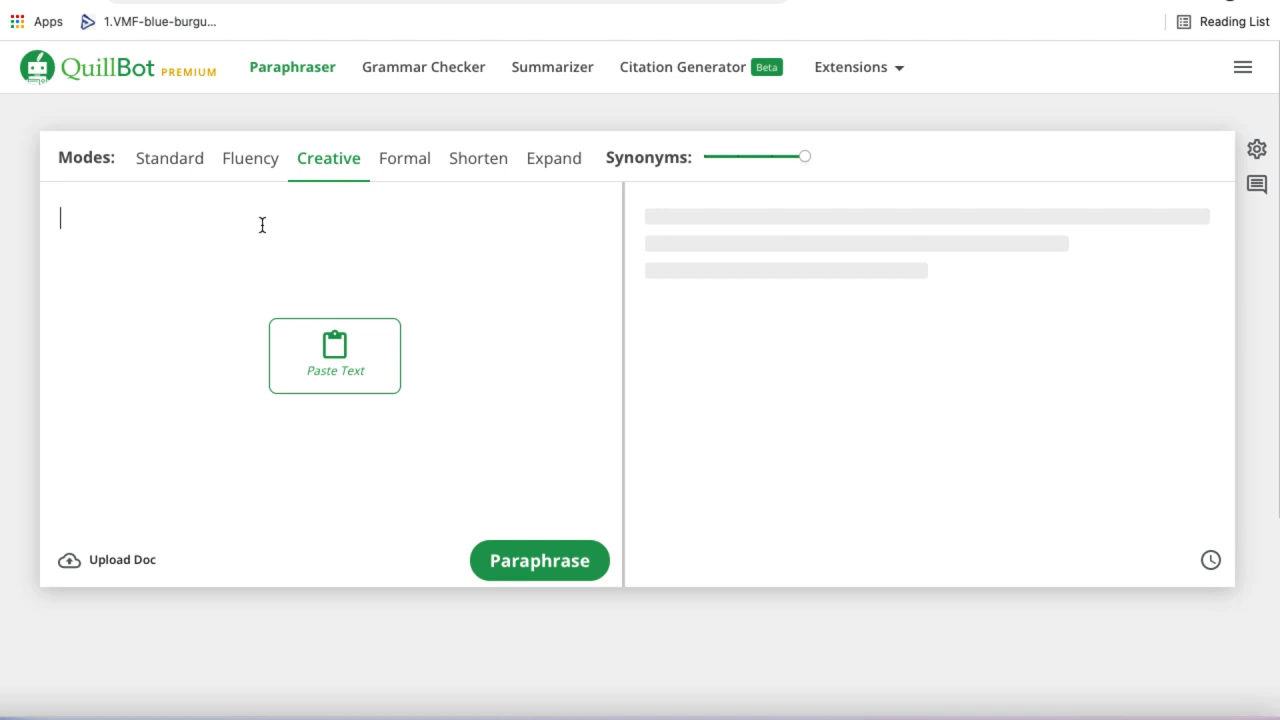 Apps 1.VMF-blue-burgu... Reading List
QuillBot PREMIUM Paraphraser Grammar Checker Summarizer Citation Generator Beta Extensions
Modes: Standard Fluency Creative Formal Shorten Expand Synonyms:
Paste Text
Upload Doc Paraphrase